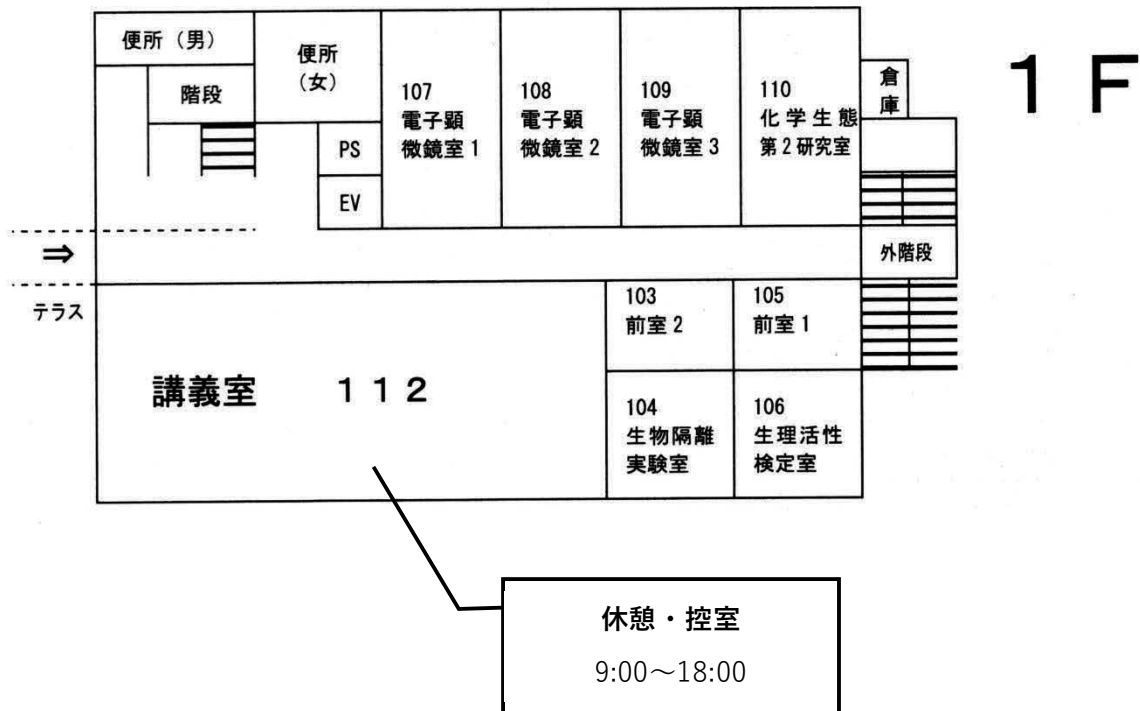 1F
便所（男）
便所
（女）
階段
PS
EV
107
電子顕
微鏡室1
108
電子顕
微鏡室2
109
電子顕
微鏡室3
110
化学生態
第2研究室
倉
庫
⇒
テラス
外階段
講義室　112
103
前室2
105
前室1
104
生物隔離
実験室
106
生理活性
検定室
休憩・控室
9:00～18:00